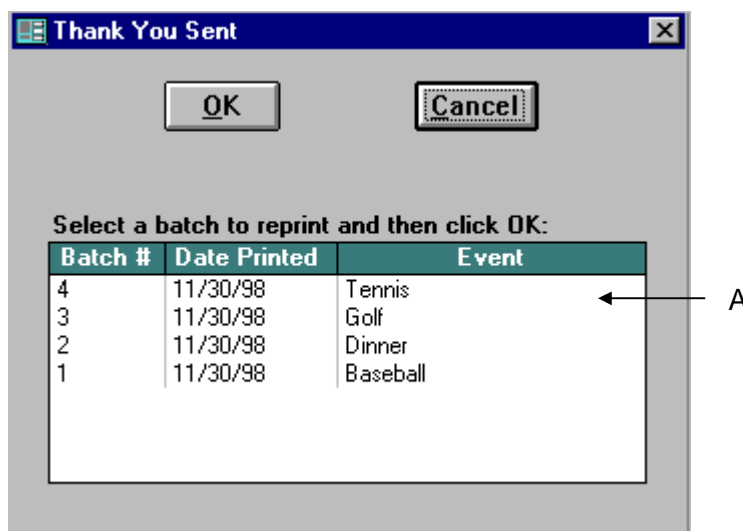 Thank You Sent
OK Cancel
Select a batch to reprint and then click OK:
Batch # Date Printed Event
4 11/30/98 Tennis
3 11/30/98 Golf
2 11/30/98 Dinner
1 11/30/98 Baseball
A